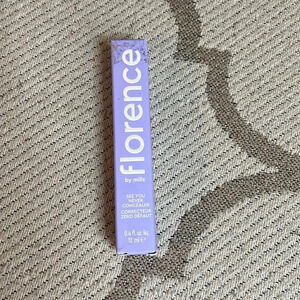 florence
by mills
SEE YOU
NEVER
CONCEALER
CORRECTEUR
ZÉRO DÉFAUT
0.4 fl. oz.
12 ml e